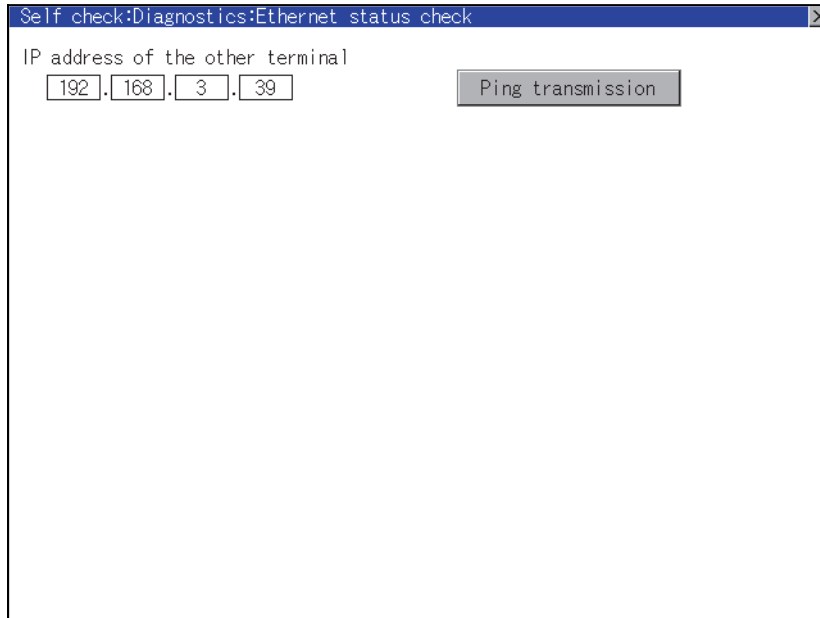 Self check:Diagnostics:Ethernet status check
IP address of the other terminal
192.168.3.39
Ping transmission